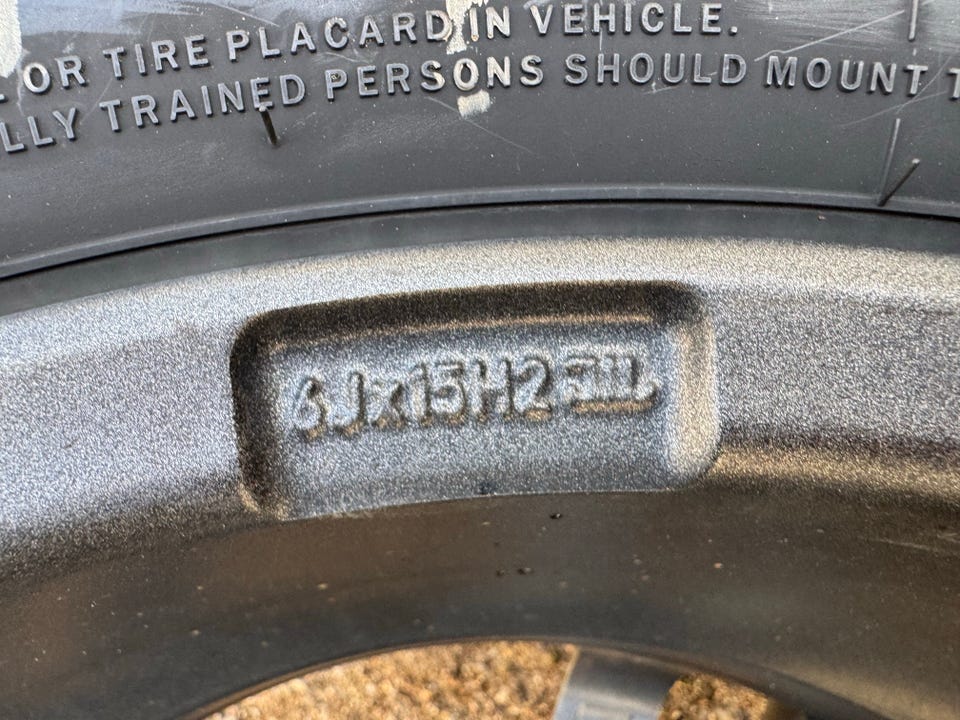 OR TIRE PLACARD IN VEHICLE.
LLY TRAINED PERSONS SHOULD MOUNT T
6Jx15H2